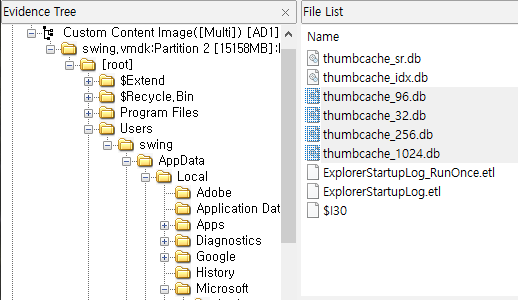 Evidence Tree
Custom Content Image([Multi]) [AD1]
swing,vmdk:Partition 2 [15158MB]:
[root]
$Extend
$Recycle,Bin
Program Files
Users
swing
AppData
Local
Adobe
Application Dat
Apps
Diagnostics
Google
History
Microsoft
File List
Name
thumbcache_sr.db
thumbcache_idx.db
thumbcache_96.db
thumbcache_32.db
thumbcache_256.db
thumbcache_1024.db
ExplorerStartupLog_RunOnce.etl
ExplorerStartupLog.etl
$I30